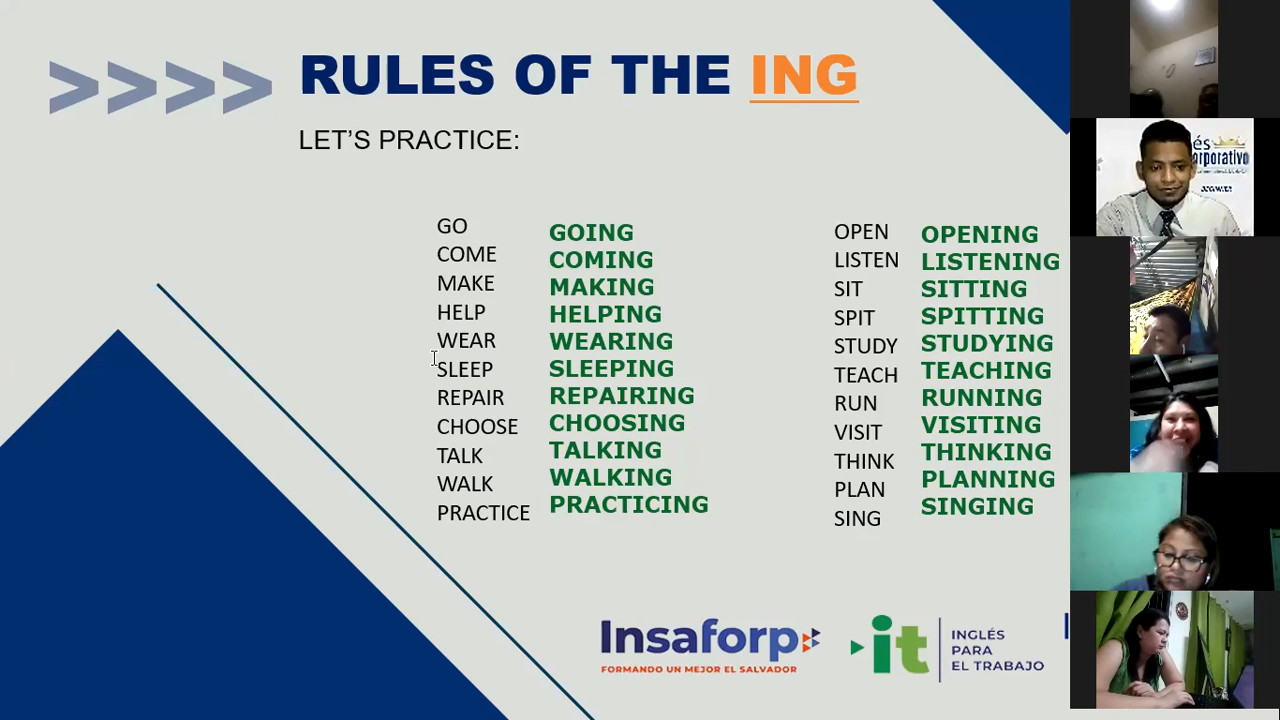 >>>> RULES OF THE ING
LET'S PRACTICE:
GO GOING
COME COMING
MAKE MAKING
HELP HELPING
WEAR WEARING
SLEEP SLEEPING
REPAIR REPAIRING
CHOOSE CHOOSING
TALK TALKING
WALK WALKING
PRACTICE PRACTICING
OPEN OPENING
LISTEN LISTENING
SIT SITTING
SPIT SPITTING
STUDY STUDYING
TEACH TEACHING
RUN RUNNING
VISIT VISITING
THINK THINKING
PLAN PLANNING
SING SINGING
Insaforp
FORMANDO UN MEJOR EL SALVADOR
it
INGLÉS
PARA
EL TRABAJO
és
orporativo